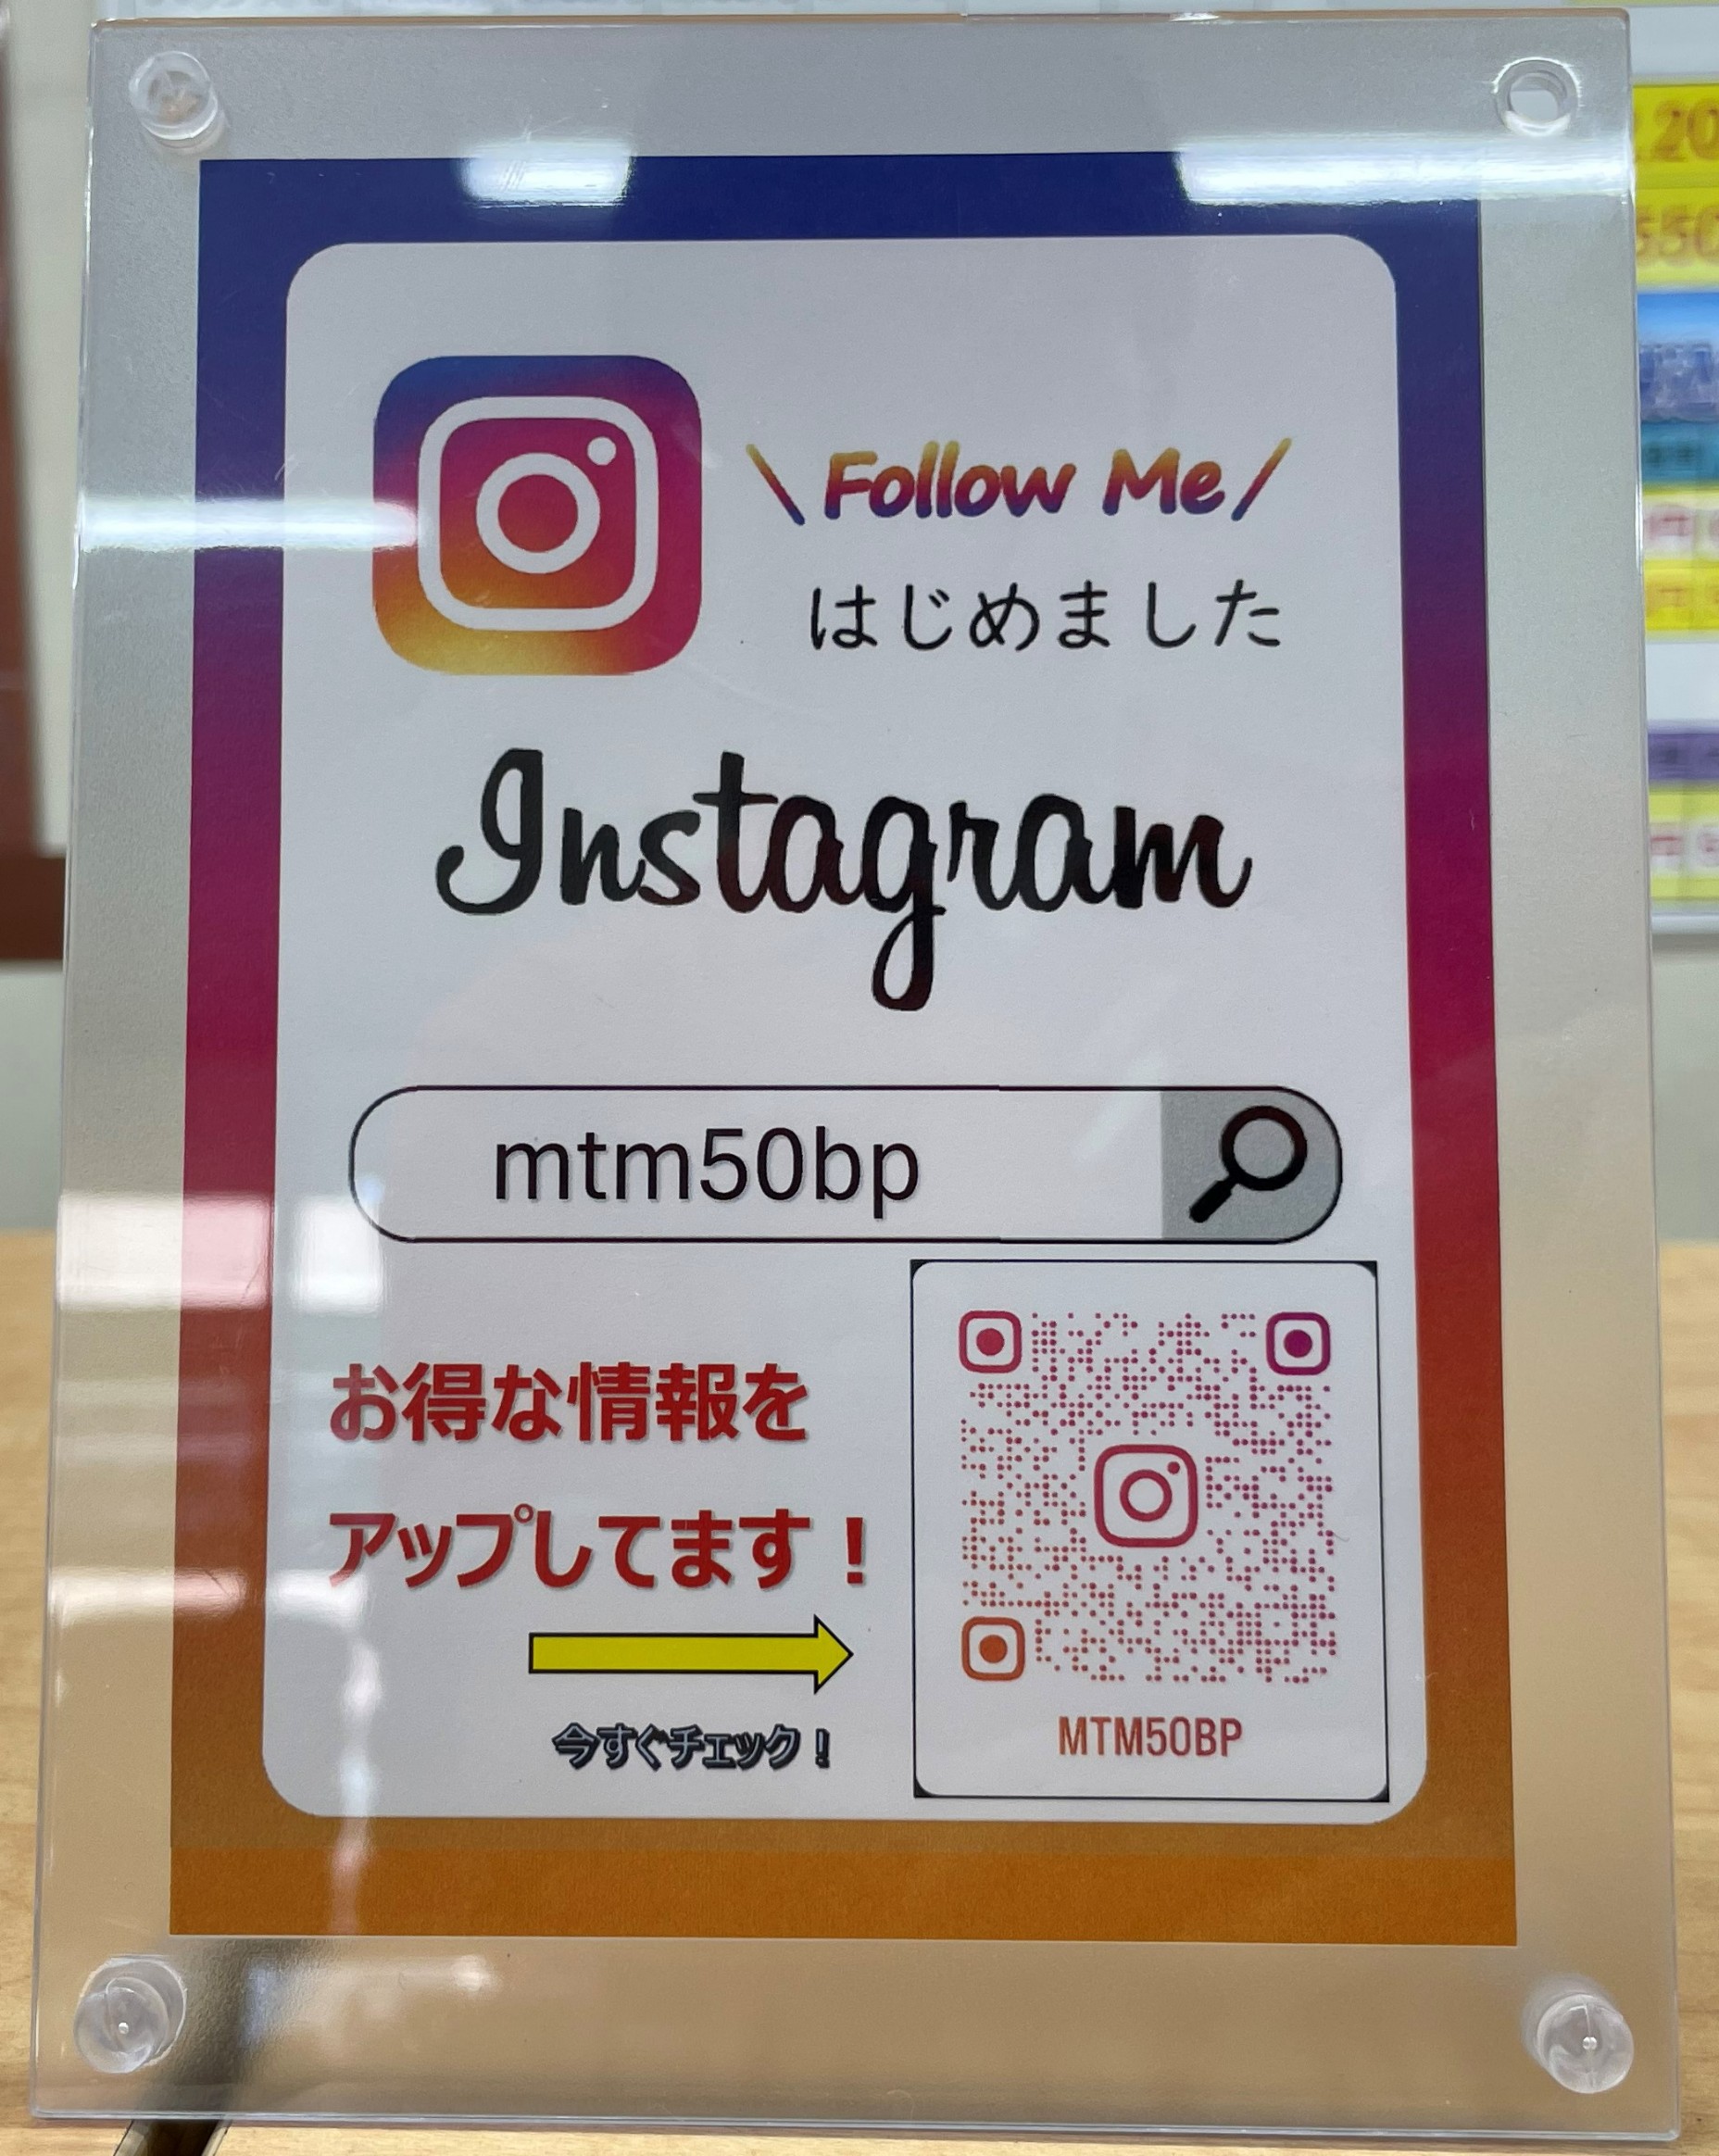 \ Follow Me /
はじめました
Instagram
mtm50bp
お得な情報を
アップしてます！
今すぐチェック！
MTM50BP